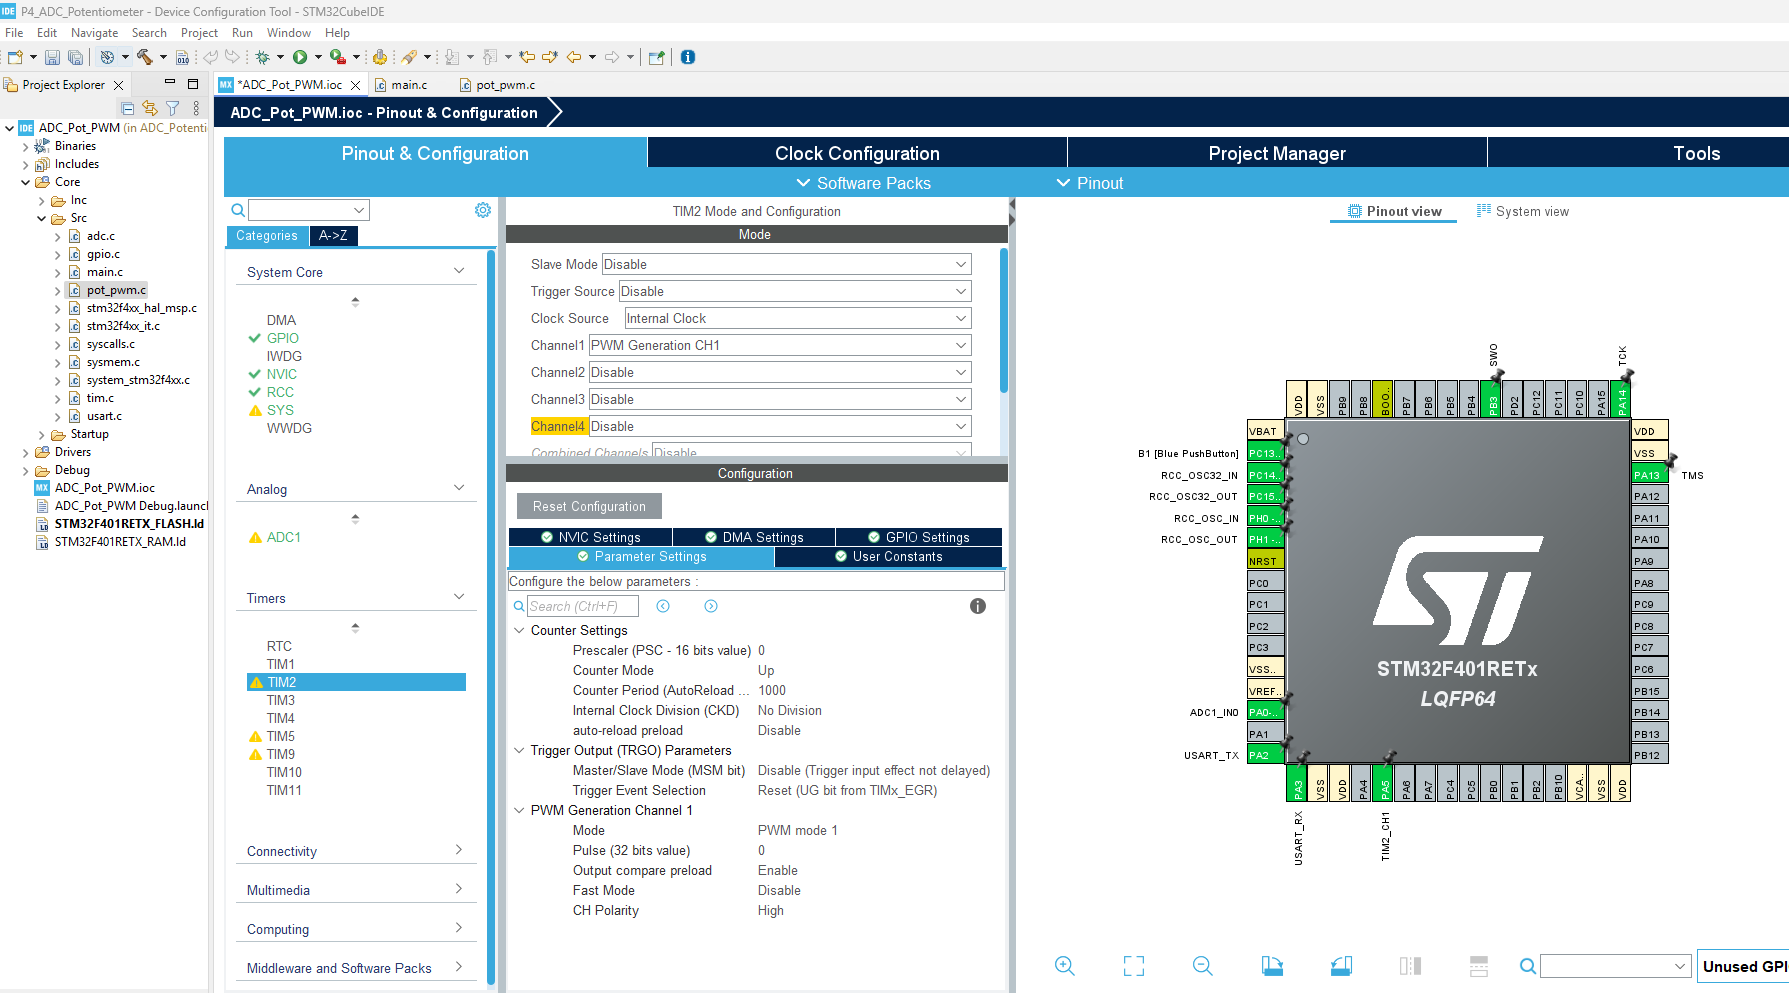 P4_ADC_Potentiometer - Device Configuration Tool - STM32CubeIDE
File Edit Navigate Search Project Run Window Help
Project Explorer
*ADC_Pot_PWM.ioc
main.c
pot_pwm.c
ADC_Pot_PWM (in ADC_Potenti
Binaries
Includes
Core
Inc
Src
adc.c
gpio.c
main.c
pot_pwm.c
stm32f4xx_hal_msp.c
stm32f4xx_it.c
syscalls.c
sysmem.c
system_stm32f4xx.c
tim.c
usart.c
Startup
Drivers
Debug
ADC_Pot_PWM.ioc
ADC_Pot_PWM Debug.launcl
STM32F401RETX_FLASH.ld
STM32F401RETX_RAM.ld
ADC_Pot_PWM.ioc - Pinout & Configuration
Pinout & Configuration
Clock Configuration
Project Manager
Tools
Software Packs
Pinout
Categories
A->Z
System Core
DMA
GPIO
IWDG
NVIC
RCC
SYS
WWDG
Analog
ADC1
Timers
RTC
TIM1
TIM2
TIM3
TIM4
TIM5
TIM9
TIM10
TIM11
Connectivity
Multimedia
Computing
Middleware and Software Packs
TIM2 Mode and Configuration
Mode
Slave Mode Disable
Trigger Source Disable
Clock Source Internal Clock
Channel1 PWM Generation CH1
Channel2 Disable
Channel3 Disable
Channel4 Disable
Combined Channels Disable
Configuration
Reset Configuration
NVIC Settings
DMA Settings
GPIO Settings
Parameter Settings
User Constants
Configure the below parameters :
Search (Ctrl+F)
Counter Settings
Prescaler (PSC - 16 bits value) 0
Counter Mode Up
Counter Period (AutoReload ... 1000
Internal Clock Division (CKD) No Division
auto-reload preload Disable
Trigger Output (TRGO) Parameters
Master/Slave Mode (MSM bit) Disable (Trigger input effect not delayed)
Trigger Event Selection Reset (UG bit from TIMx_EGR)
PWM Generation Channel 1
Mode PWM mode 1
Pulse (32 bits value) 0
Output compare preload Enable
Fast Mode Disable
CH Polarity High
Pinout view
System view
SWO
TCK
VDD
VSS
PB9
PB8
BOO..
PB7
PB6
PB5
PB4
PB3
PD2
PC12
PC11
PC10
PA15
PA14
VBAT
B1 [Blue PushButton] PC13..
RCC_OSC32_IN PC14..
RCC_OSC32_OUT PC15..
RCC_OSC_IN PH0 -..
RCC_OSC_OUT PH1 -..
NRST
PC0
PC1
PC2
PC3
VSS..
VREF..
ADC1_IN0 PA0-..
PA1
USART_TX PA2
VDD
VSS
PA13 TMS
PA12
PA11
PA10
PA9
PA8
PC9
PC8
PC7
PC6
PB15
PB14
PB13
PB12
STM32F401RETx
LQFP64
PA3
VSS
VDD
PA4
PA5
PA6
PA7
PC4
PC5
PB0
PB1
PB2
PB10
VCA..
VSS
VDD
USART_RX
TIM2_CH1
Unused GPI